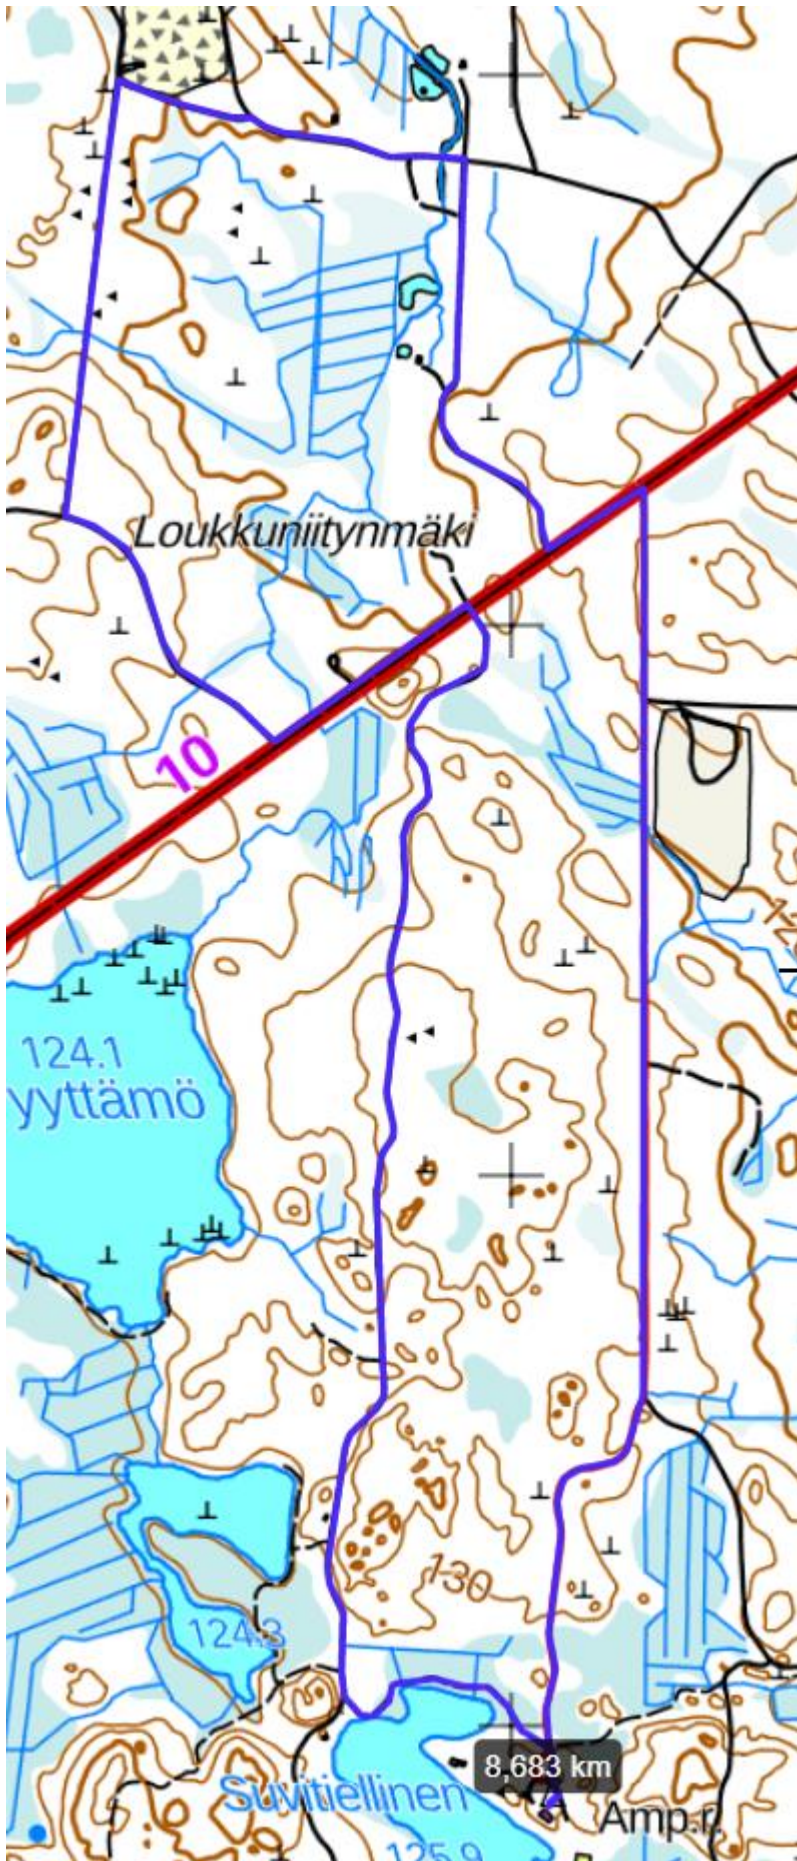 Loukkuniitynmäki
10
124.1
yyttämö
130
124.3
8,683 km
Suvitiellinen
Amp.r.
125.9